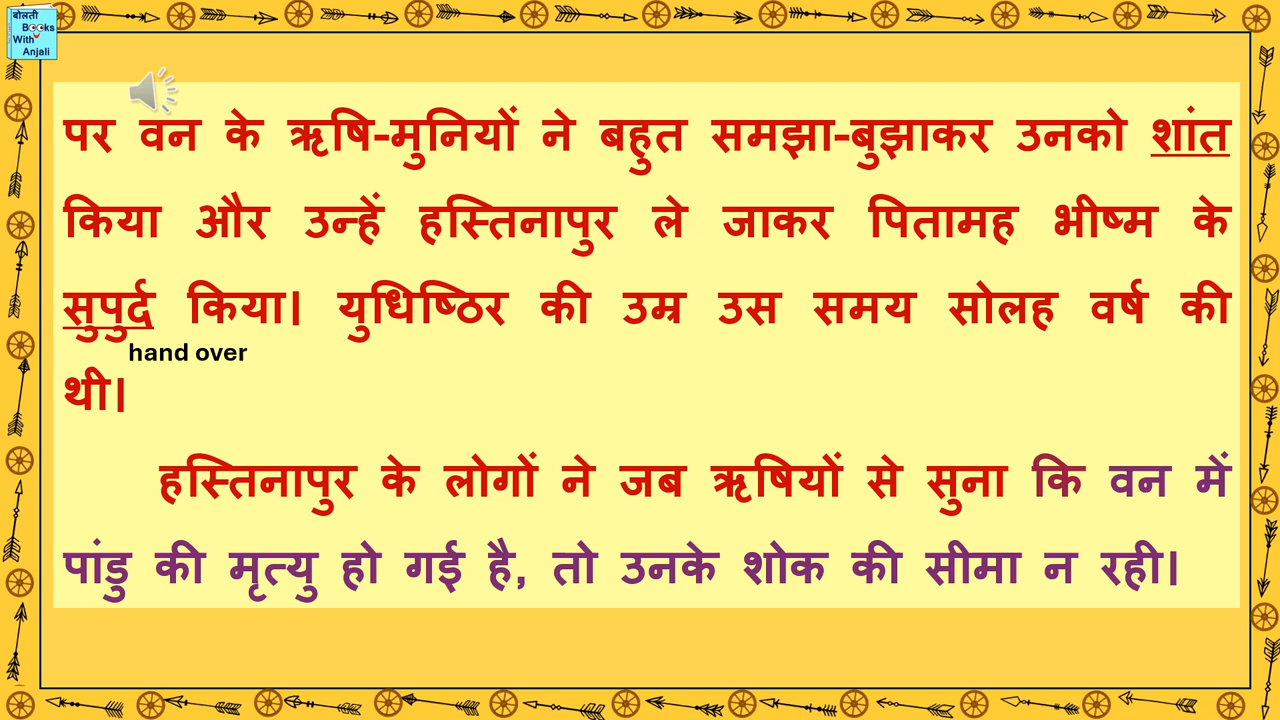 बोलती
Books
With
Anjali
पर वन के ऋषि-मुनियों ने बहुत समझा-बुझाकर उनको शांत
किया और उन्हें हस्तिनापुर ले जाकर पितामह भीष्म के
सुपुर्द किया। युधिष्ठिर की उम्र उस समय सोलह वर्ष की
hand over
थी।
हस्तिनापुर के लोगों ने जब ऋषियों से सुना कि वन में
पांडु की मृत्यु हो गई है, तो उनके शोक की सीमा न रही।